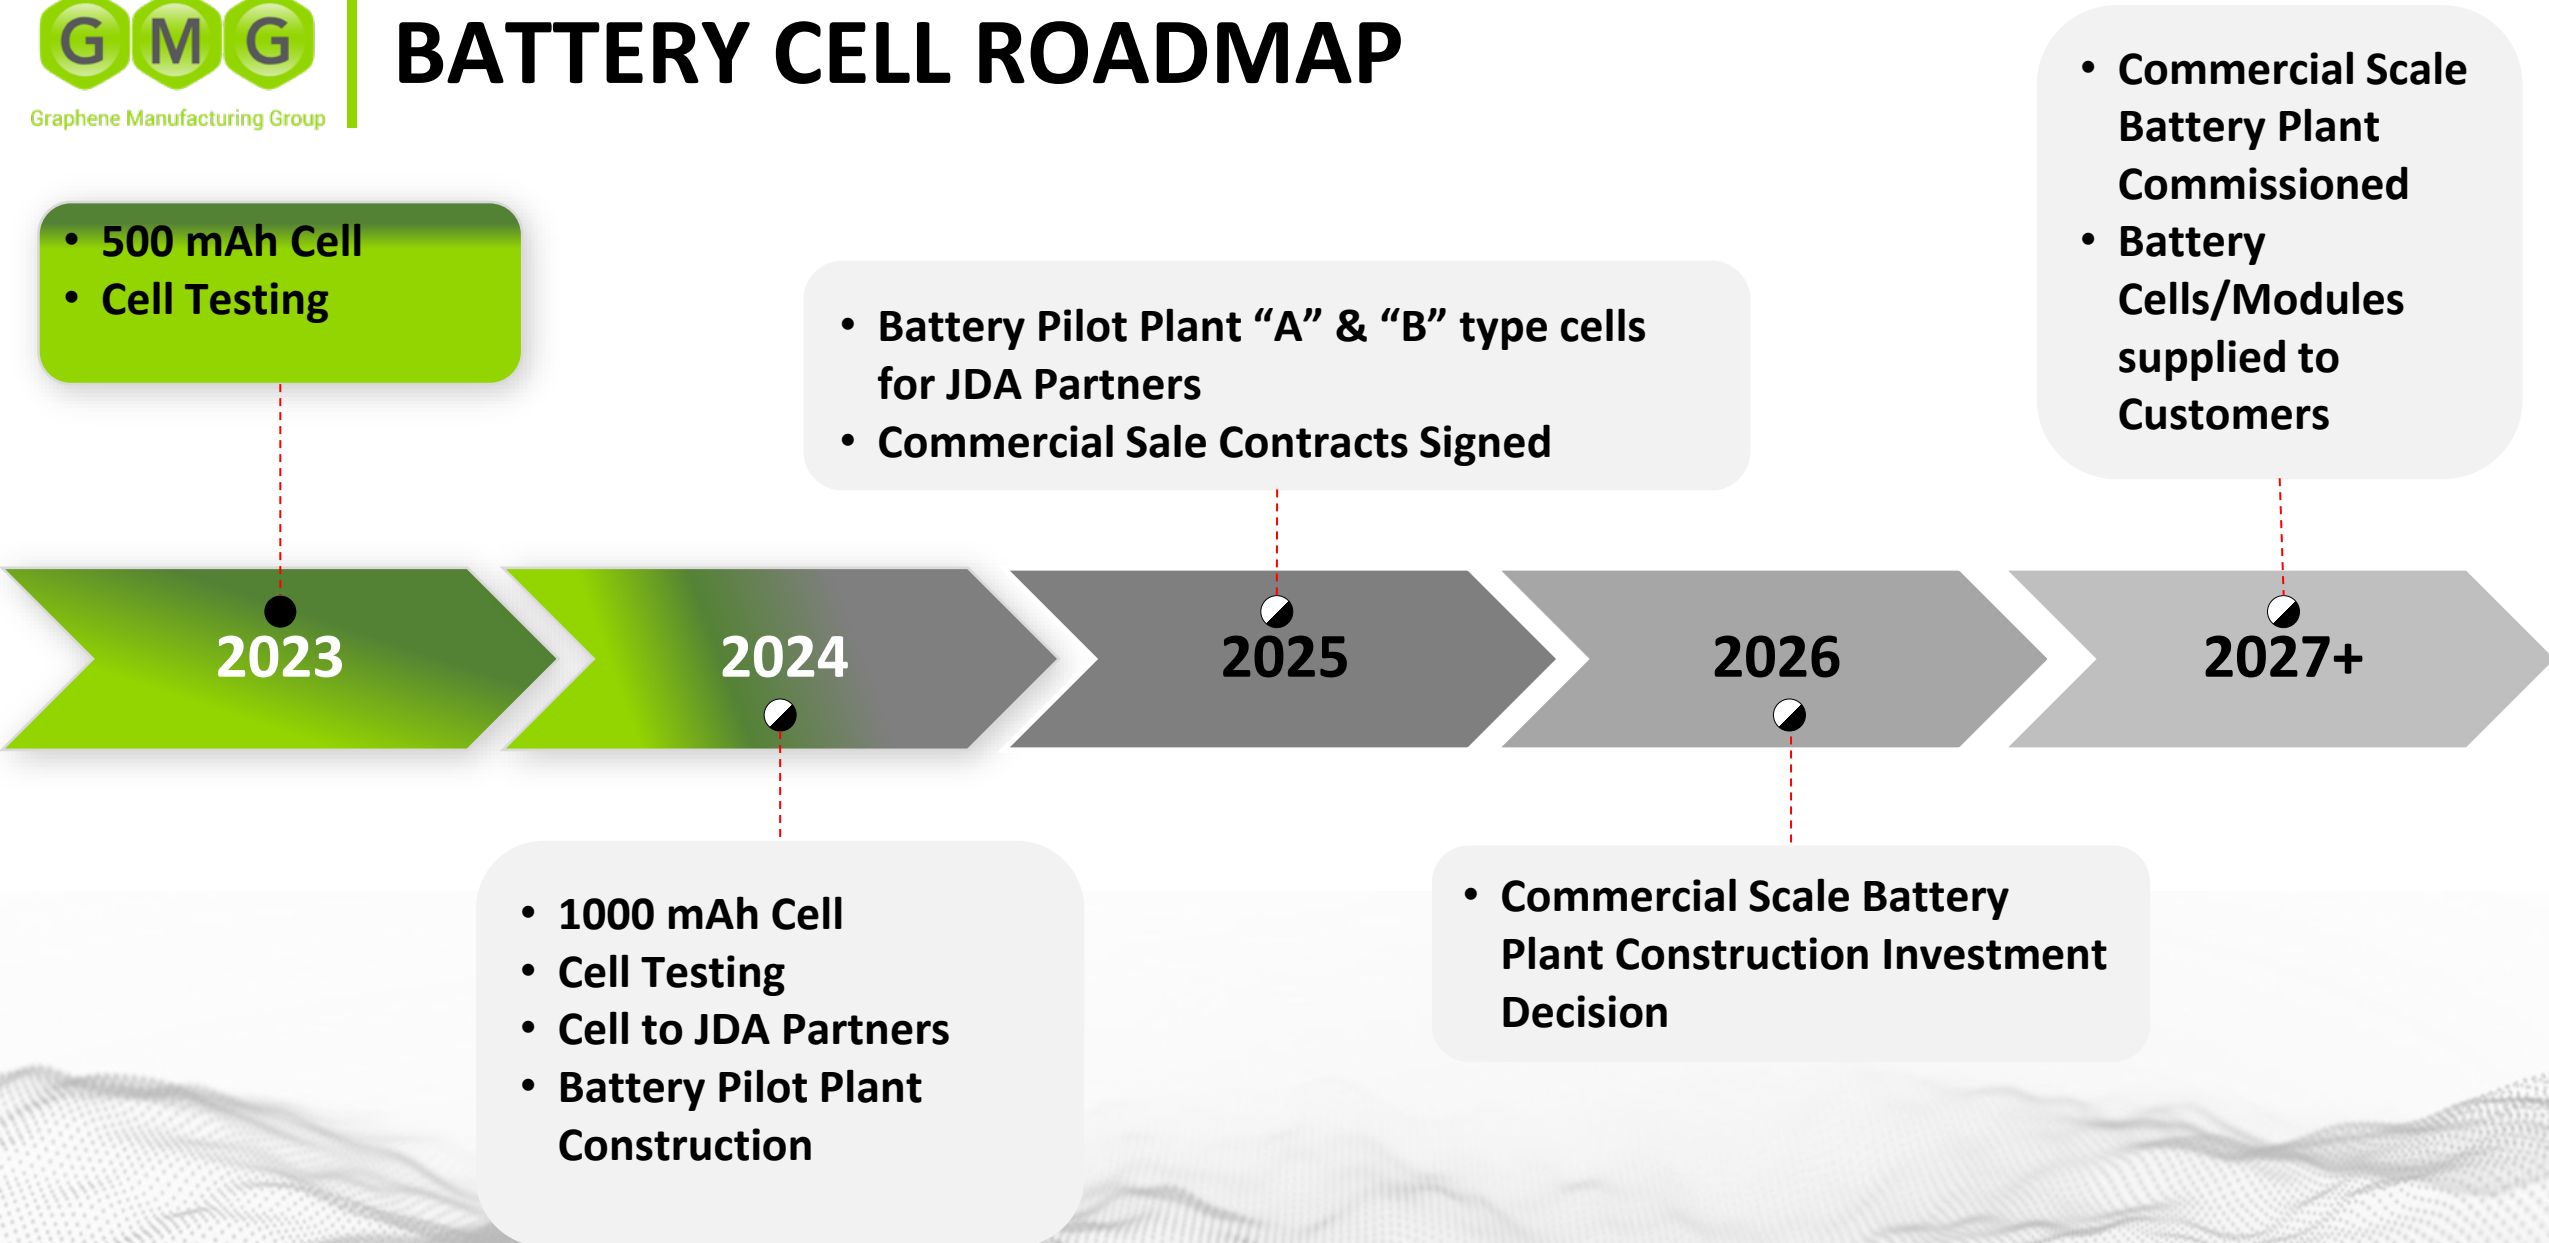 G M G
Graphene Manufacturing Group
BATTERY CELL ROADMAP
• 500 mAh Cell
• Cell Testing
• Battery Pilot Plant “A” & “B” type cells
for JDA Partners
• Commercial Sale Contracts Signed
• Commercial Scale
Battery Plant
Commissioned
• Battery
Cells/Modules
supplied to
Customers
2023
2024
2025
2026
2027+
• 1000 mAh Cell
• Cell Testing
• Cell to JDA Partners
• Battery Pilot Plant
Construction
• Commercial Scale Battery
Plant Construction Investment
Decision